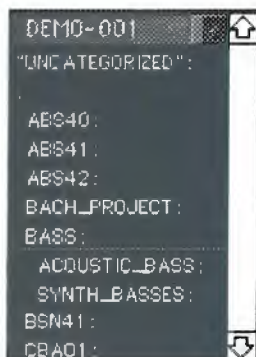 DEMO-001
"UNCATEGORIZED":
.
ABS40:
ABS41:
ABS42:
BACH_PROJECT:
BASS:
ACOUSTIC_BASS:
SYNTH_BASSES:
BSN41:
CBA01: